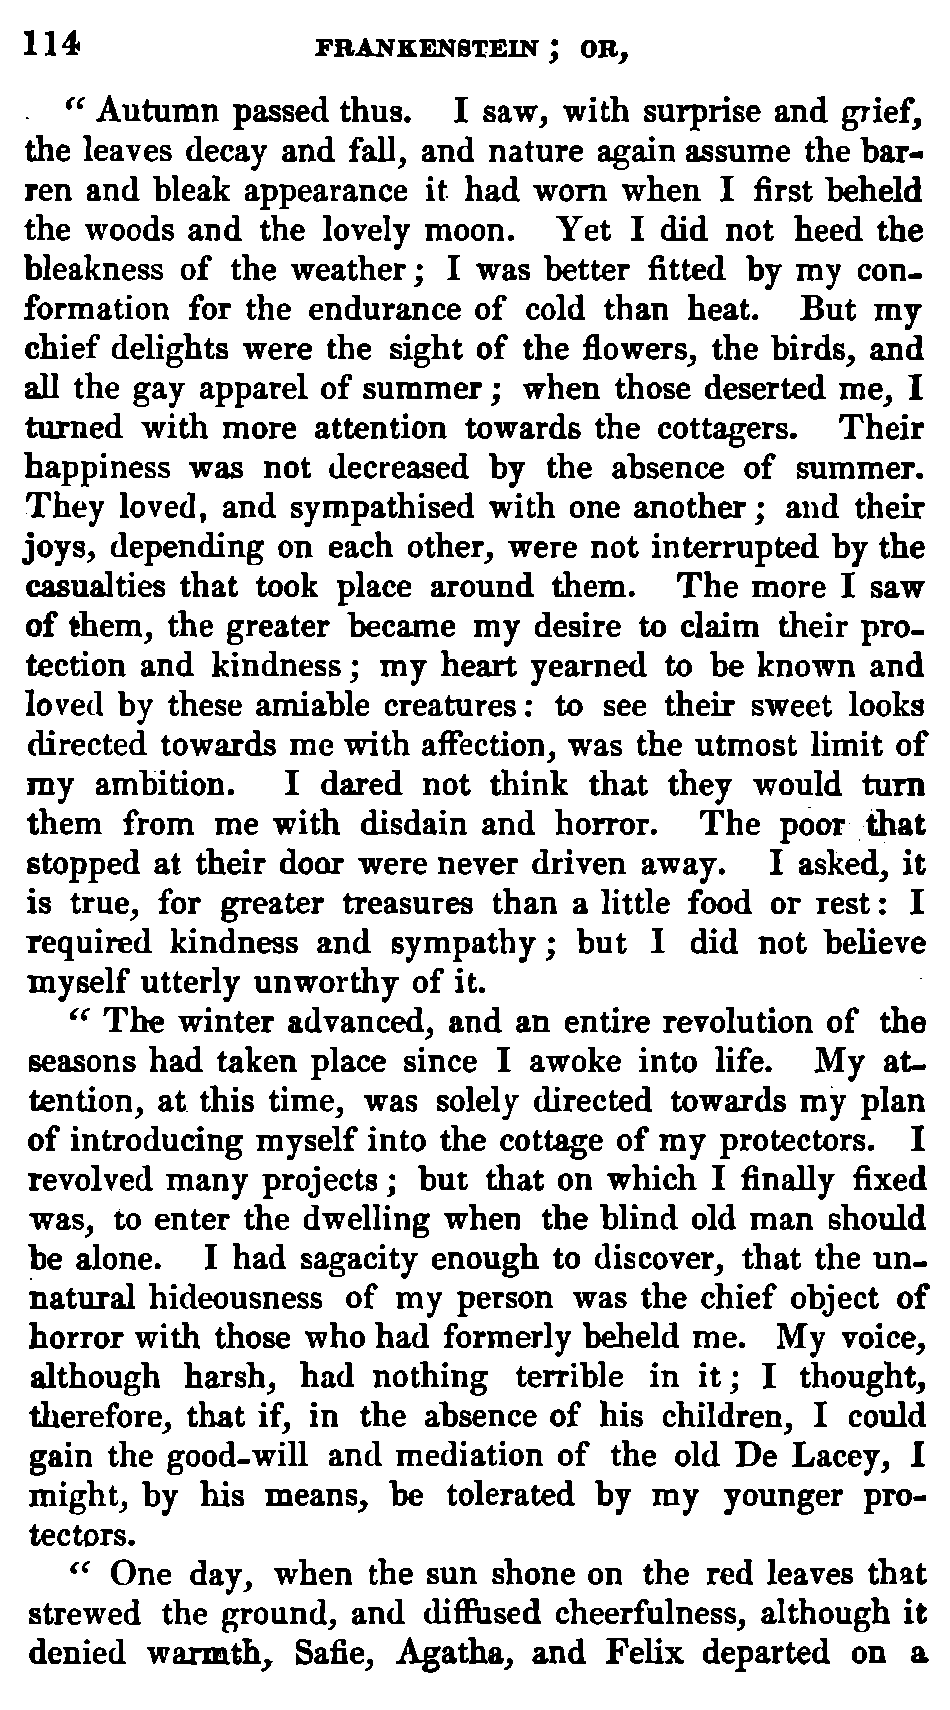 114 FRANKENSTEIN ; OR,
“ Autumn passed thus. I saw, with surprise and grief,
the leaves decay and fall, and nature again assume the bar-
ren and bleak appearance it had worn when I first beheld
the woods and the lovely moon. Yet I did not heed the
bleakness of the weather ; I was better fitted by my con-
formation for the endurance of cold than heat. But my
chief delights were the sight of the flowers, the birds, and
all the gay apparel of summer ; when those deserted me, I
turned with more attention towards the cottagers. Their
happiness was not decreased by the absence of summer.
They loved, and sympathised with one another ; and their
joys, depending on each other, were not interrupted by the
casualties that took place around them. The more I saw
of them, the greater became my desire to claim their pro-
tection and kindness ; my heart yearned to be known and
loved by these amiable creatures : to see their sweet looks
directed towards me with affection, was the utmost limit of
my ambition. I dared not think that they would turn
them from me with disdain and horror. The poor that
stopped at their door were never driven away. I asked, it
is true, for greater treasures than a little food or rest : I
required kindness and sympathy ; but I did not believe
myself utterly unworthy of it.
“ The winter advanced, and an entire revolution of the
seasons had taken place since I awoke into life. My at-
tention, at this time, was solely directed towards my plan
of introducing myself into the cottage of my protectors. I
revolved many projects ; but that on which I finally fixed
was, to enter the dwelling when the blind old man should
be alone. I had sagacity enough to discover, that the un-
natural hideousness of my person was the chief object of
horror with those who had formerly beheld me. My voice,
although harsh, had nothing terrible in it ; I thought,
therefore, that if, in the absence of his children, I could
gain the good-will and mediation of the old De Lacey, I
might, by his means, be tolerated by my younger pro-
tectors.
“ One day, when the sun shone on the red leaves that
strewed the ground, and diffused cheerfulness, although it
denied warmth, Safie, Agatha, and Felix departed on a